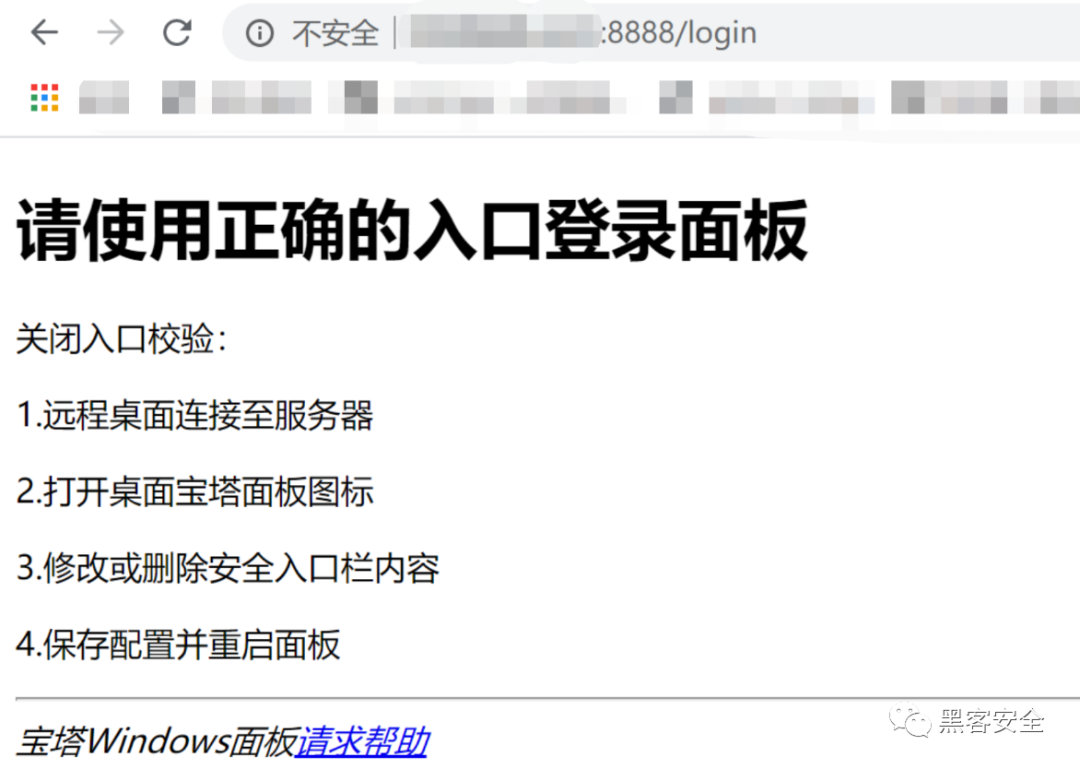 不安全 | :8888/login
请使用正确的入口登录面板
关闭入口校验:
1.远程桌面连接至服务器
2.打开桌面宝塔面板图标
3.修改或删除安全入口栏内容
4.保存配置并重启面板
宝塔Windows面板请求帮助
黑客安全